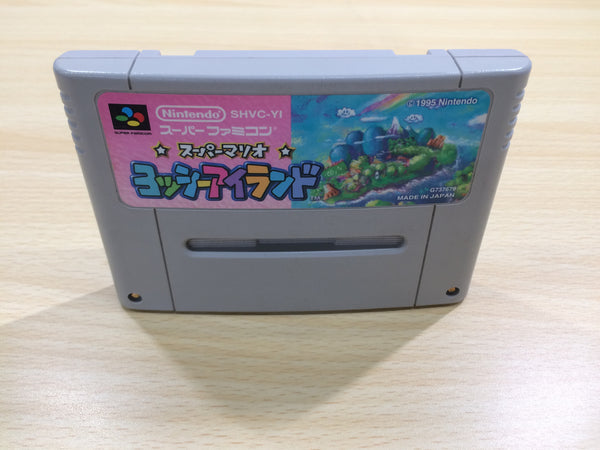 Nintendo SHVC-YI
スーパーファミコン
SUPER FAMICOM
スーパーマリオ
ヨッシーアイランド
TM
© 1995 Nintendo
G737679
MADE IN JAPAN